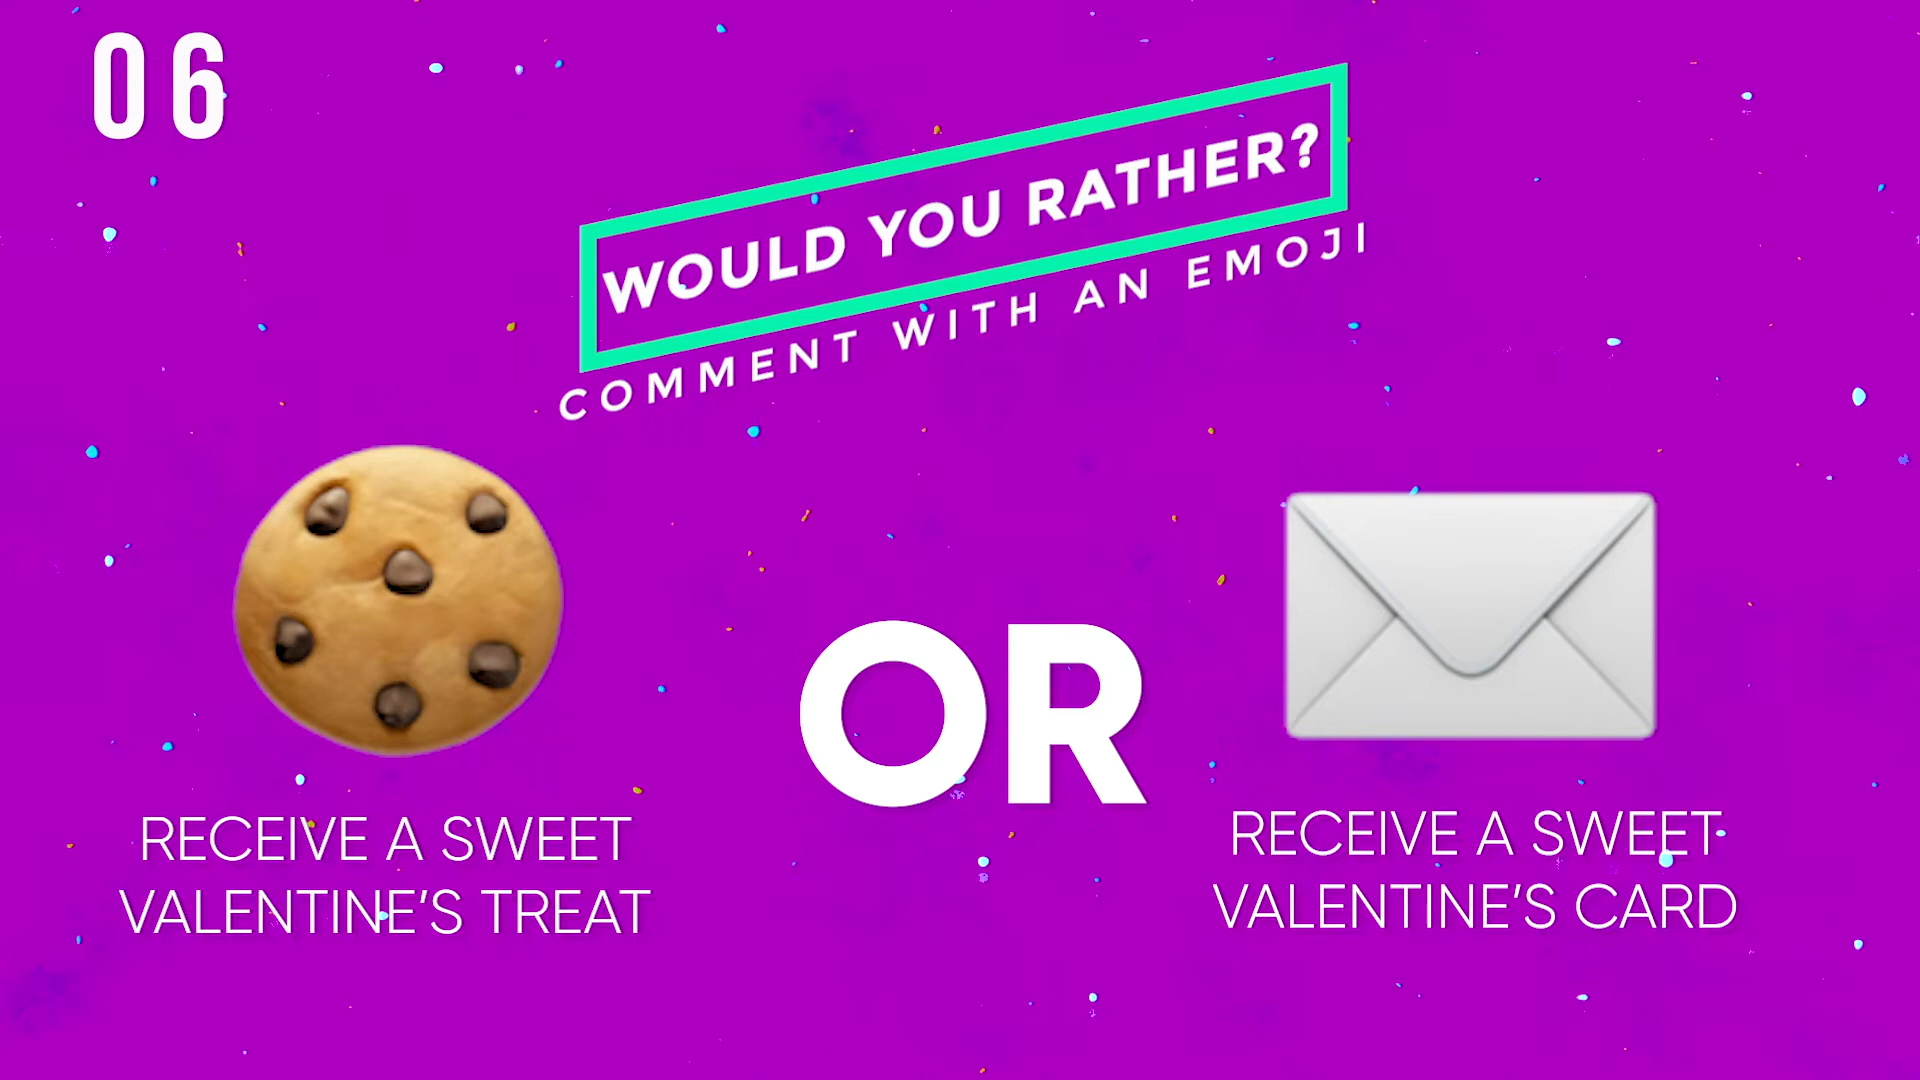 06
WOULD YOU RATHER?
COMMENT WITH AN EMOJI
RECEIVE A SWEET
VALENTINE'S TREAT
OR
RECEIVE A SWEET
VALENTINE'S CARD